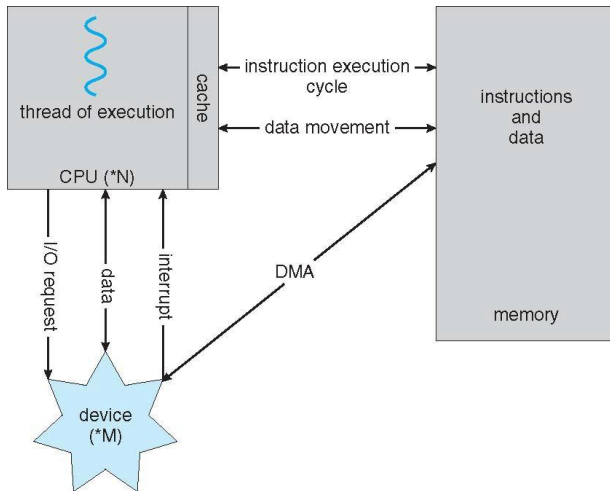 thread of execution
cache
CPU (*N)
instruction execution
cycle
data movement
instructions
and
data
memory
I/O request
data
interrupt
DMA
device
(*M)